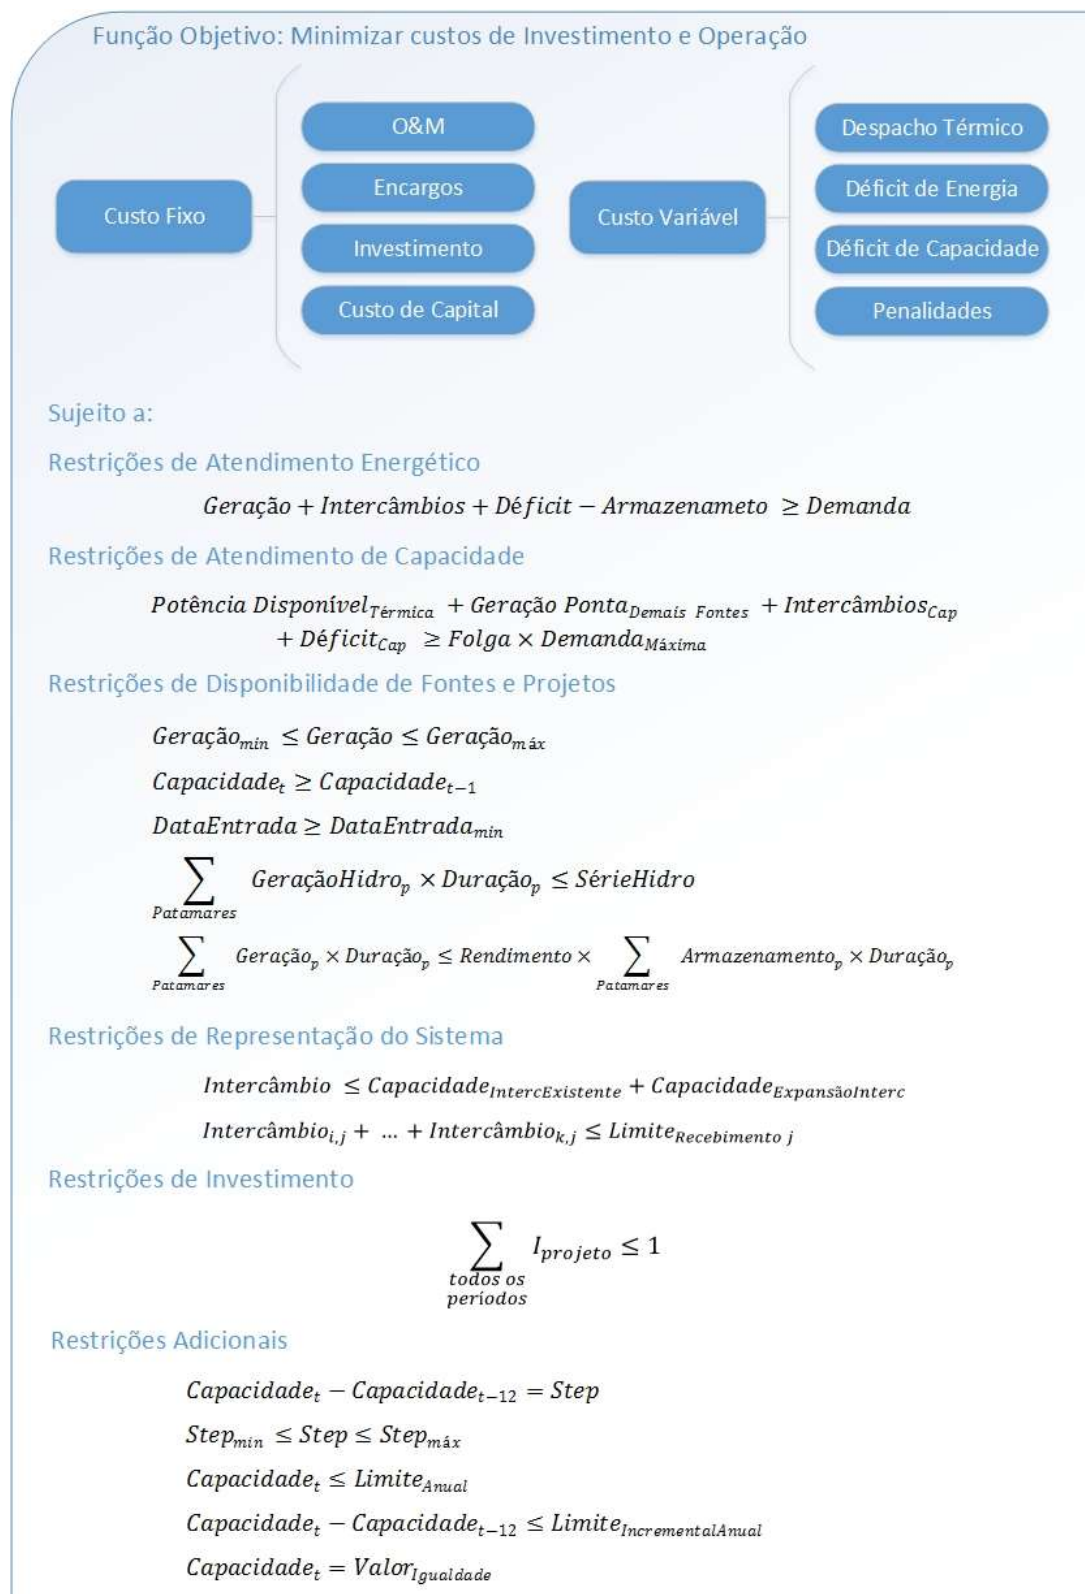 Função Objetivo: Minimizar custos de Investimento e Operação
Custo Fixo
O&M
Encargos
Investimento
Custo de Capital
Custo Variável
Despacho Térmico
Déficit de Energia
Déficit de Capacidade
Penalidades
Sujeito a:
Restrições de Atendimento Energético
Geração + Intercâmbios + Déficit − Armazenameto ≥ Demanda
Restrições de Atendimento de Capacidade
Potência Disponível_Térmica + Geração Ponta_Demais Fontes + Intercâmbios_Cap
+ Déficit_Cap ≥ Folga × Demanda_Máxima
Restrições de Disponibilidade de Fontes e Projetos
Geração_mín ≤ Geração ≤ Geração_máx
Capacidade_t ≥ Capacidade_t−1
DataEntrada ≥ DataEntrada_min
∑_Patamares GeraçãoHidro_p × Duração_p ≤ SérieHidro
∑_Patamares Geração_p × Duração_p ≤ Rendimento × ∑_Patamares Armazenamento_p × Duração_p
Restrições de Representação do Sistema
Intercâmbio ≤ Capacidade_IntercExistente + Capacidade_ExpansãoInterc
Intercâmbio_i,j + … + Intercâmbio_k,j ≤ Limite_Recebimento j
Restrições de Investimento
∑_todos os períodos I_projeto ≤ 1
Restrições Adicionais
Capacidade_t − Capacidade_t−12 = Step
Step_min ≤ Step ≤ Step_máx
Capacidade_t ≤ Limite_Anual
Capacidade_t − Capacidade_t−12 ≤ Limite_IncrementalAnual
Capacidade_t = Valor_Igualdade